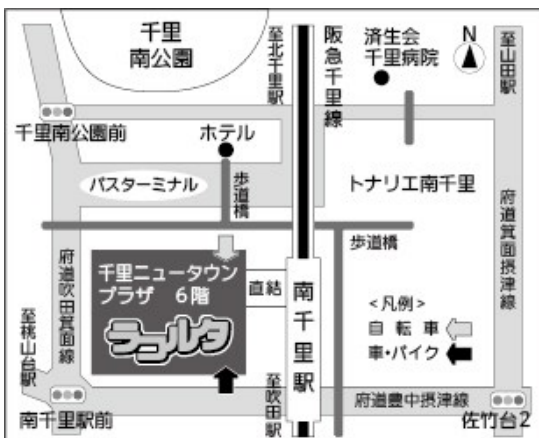 千里
南公園
至北千里駅
阪急千里線
済生会
千里病院
N
至山田駅
千里南公園前
ホテル
バスターミナル
歩道橋
トナリエ南千里
府道箕面摂津線
歩道橋
府道吹田箕面線
千里ニュータウン
プラザ 6階
ラコルタ
直結
南千里駅
<凡例>
自転車
車・バイク
至桃山台駅
南千里駅前
至吹田駅
府道豊中摂津線
佐竹台2